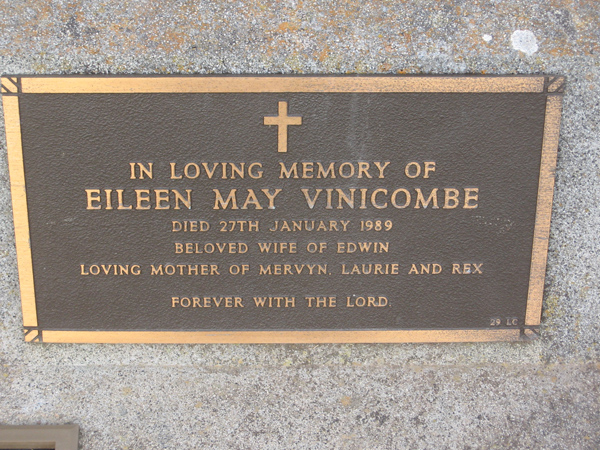 IN LOVING MEMORY OF
EILEEN MAY VINICOMBE
DIED 27TH JANUARY 1989
BELOVED WIFE OF EDWIN
LOVING MOTHER OF MERVYN, LAURIE AND REX
FOREVER WITH THE LORD.
29 LC